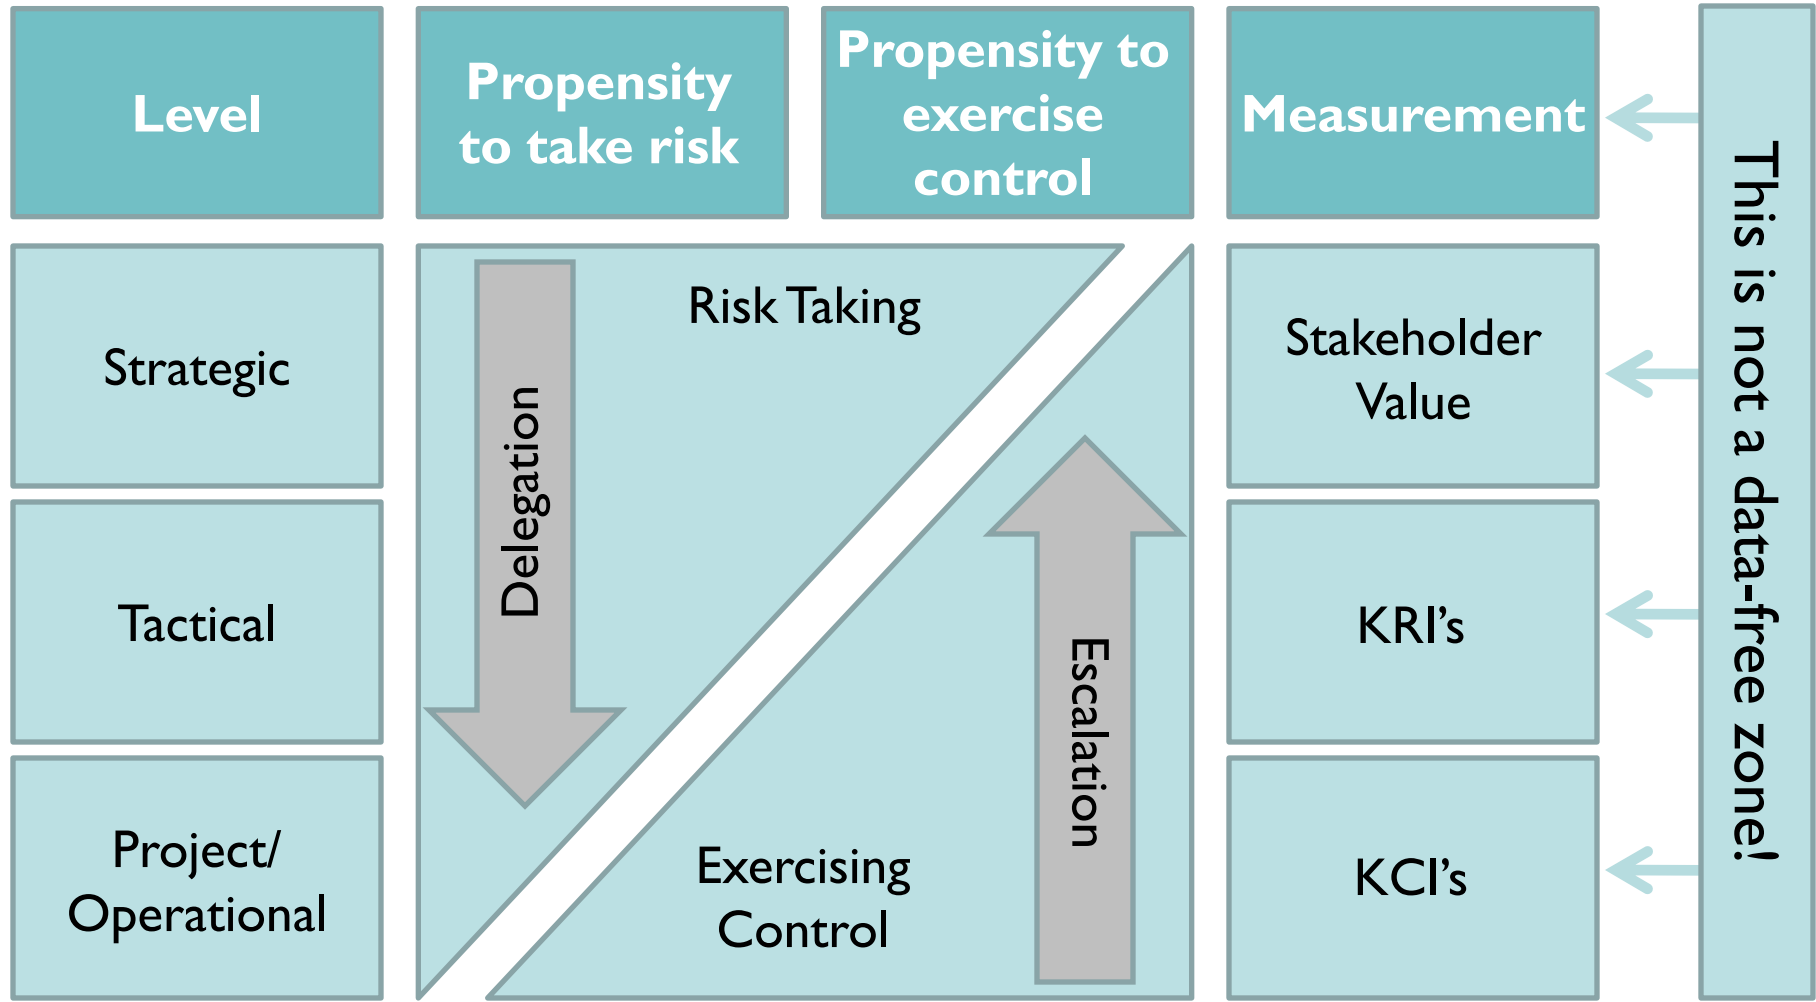 Level
Propensity
to take risk
Propensity to
exercise
control
Measurement
Strategic
Risk Taking
Stakeholder
Value
Delegation
Tactical
KRI's
Escalation
Project/
Operational
Exercising
Control
KCI's
This is not a data-free zone!